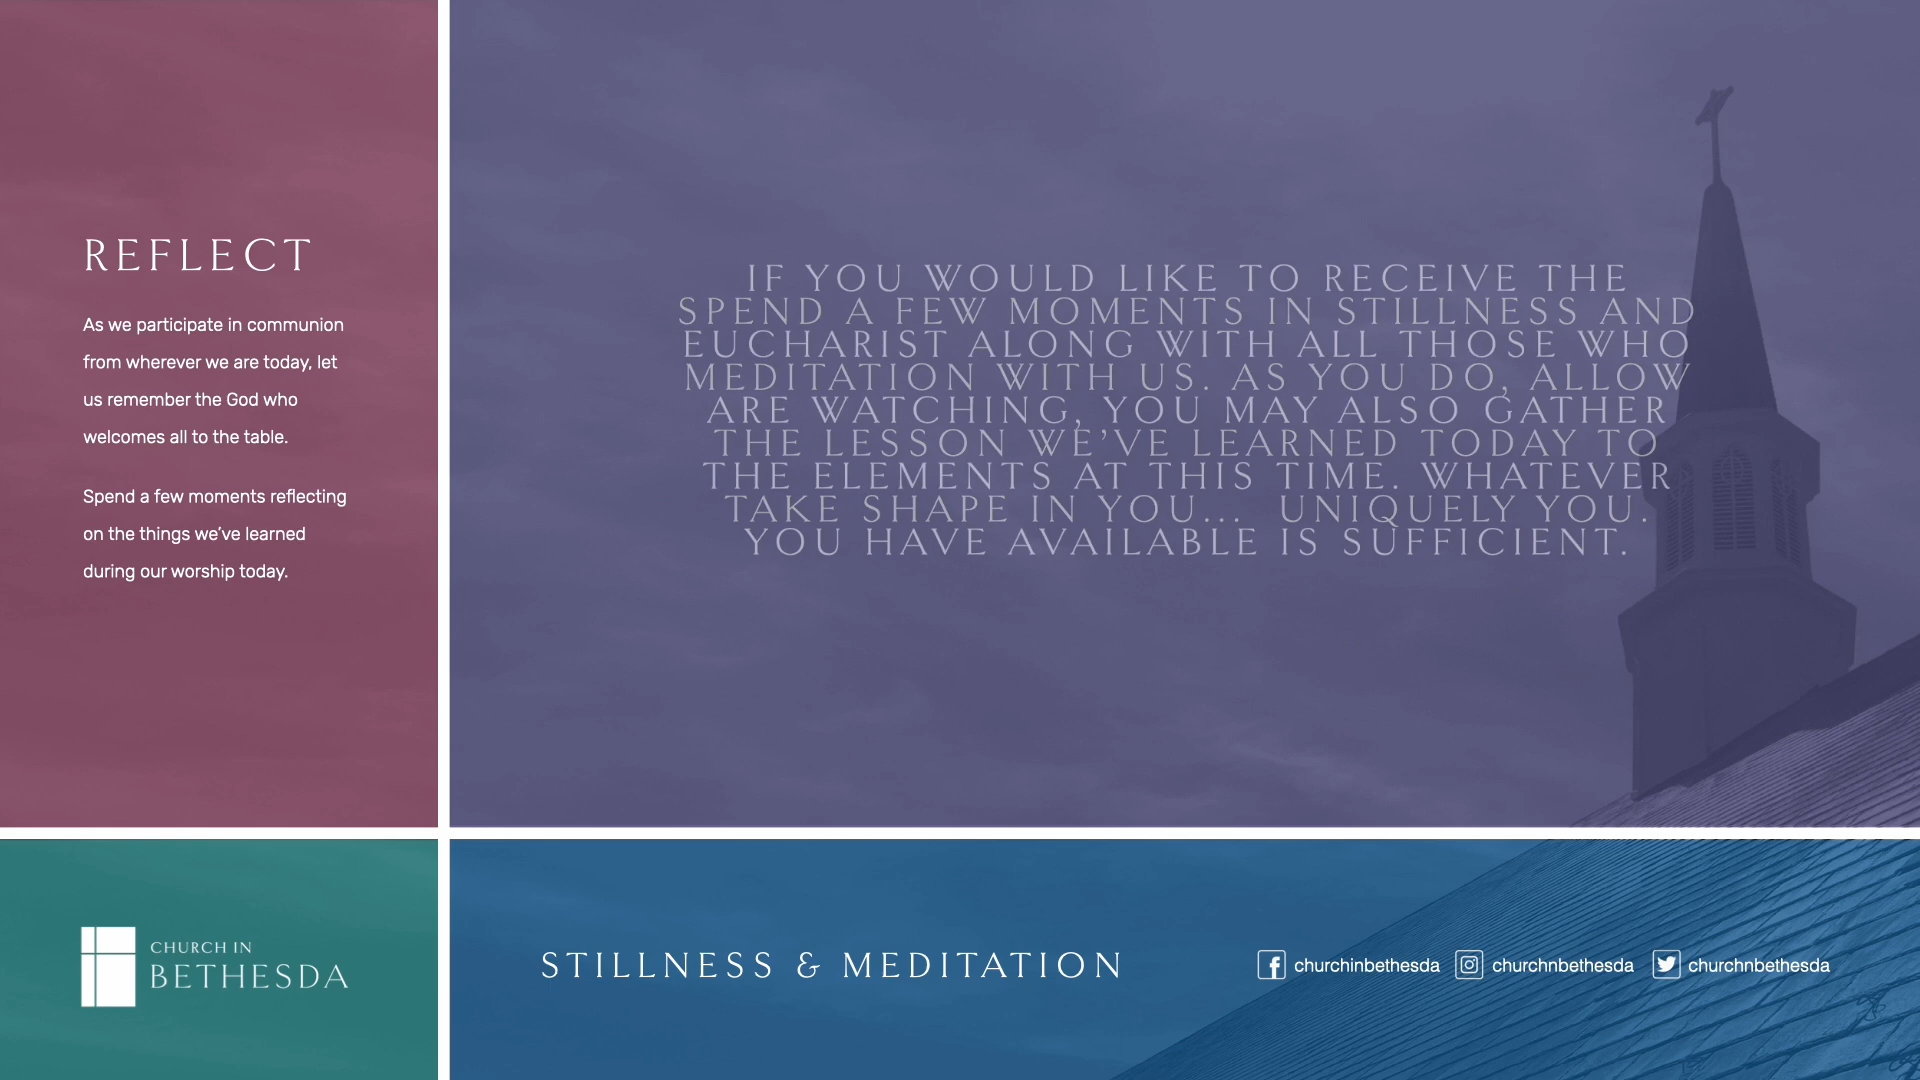 REFLECT
As we participate in communion
from wherever we are today, let
us remember the God who
welcomes all to the table.
Spend a few moments reflecting
on the things we've learned
during our worship today.
IF YOU WOULD LIKE TO RECEIVE THE
SPEND A FEW MOMENTS IN STILLNESS AND
EUCHARIST ALONG WITH ALL THOSE WHO
MEDITATION WITH US. AS YOU DO, ALLOW
ARE WATCHING, YOU MAY ALSO GATHER
THE LESSON WE'VE LEARNED TODAY TO
THE ELEMENTS AT THIS TIME. WHATEVER
TAKE SHAPE IN YOU... UNIQUELY YOU.
YOU HAVE AVAILABLE IS SUFFICIENT.
CHURCH IN
BETHESDA
STILLNESS & MEDITATION
churchinbethesda churchnbethesda churchnbethesda